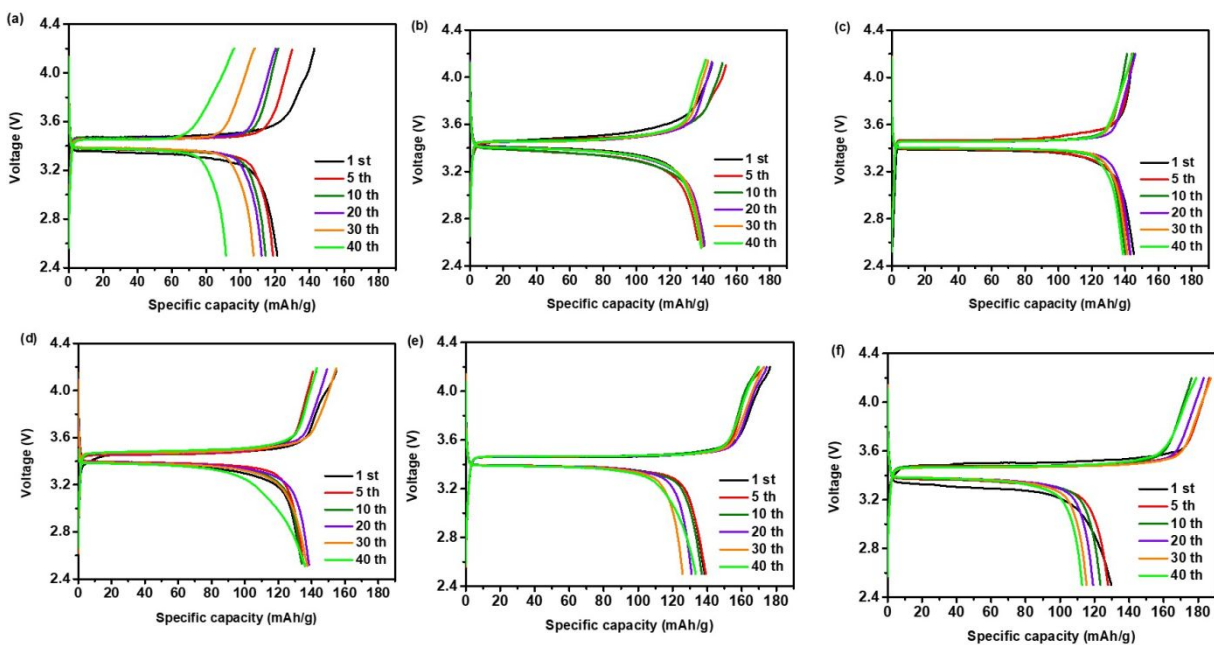 (a)
4.4
4.0
3.6
3.2
2.8
2.4
Voltage (V)
1 st
5 th
10 th
20 th
30 th
40 th
0 20 40 60 80 100 120 140 160 180
Specific capacity (mAh/g)
(b)
4.4
4.0
3.6
3.2
2.8
2.4
Voltage (V)
1 st
5 th
10 th
20 th
30 th
40 th
0 20 40 60 80 100 120 140 160 180
Specific capacity (mAh/g)
(c)
4.4
4.0
3.6
3.2
2.8
2.4
Voltage (V)
1 st
5 th
10 th
20 th
30 th
40 th
0 20 40 60 80 100 120 140 160 180
Specific capacity (mAh/g)
(d)
4.4
4.0
3.6
3.2
2.8
2.4
Voltage (V)
1 st
5 th
10 th
20 th
30 th
40 th
0 20 40 60 80 100 120 140 160 180
Specific capacity (mAh/g)
(e)
4.4
4.0
3.6
3.2
2.8
2.4
Voltage (V)
1 st
5 th
10 th
20 th
30 th
40 th
0 20 40 60 80 100 120 140 160 180
Specific capacity (mAh/g)
(f)
4.4
4.0
3.6
3.2
2.8
2.4
Voltage (V)
1 st
5 th
10 th
20 th
30 th
40 th
0 20 40 60 80 100 120 140 160 180
Specific capacity (mAh/g)